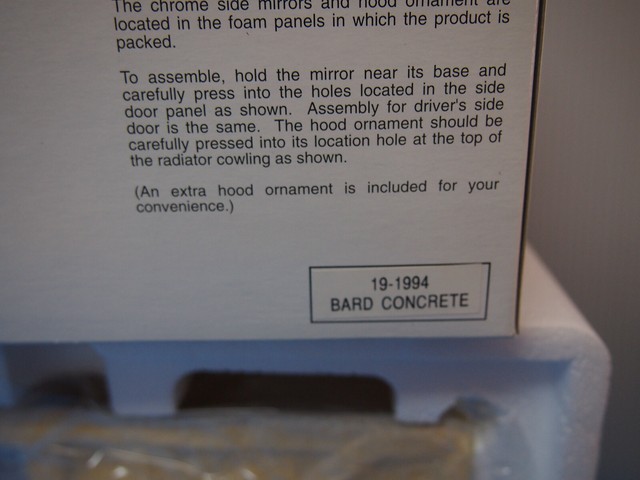 The chrome side mirrors and hood ornament are
located in the foam panels in which the product is
packed.
To assemble, hold the mirror near its base and
carefully press into the holes located in the side
door panel as shown. Assembly for driver's side
door is the same. The hood ornament should be
carefully pressed into its location hole at the top of
the radiator cowling as shown.
(An extra hood ornament is included for your
convenience.)
19-1994
BARD CONCRETE